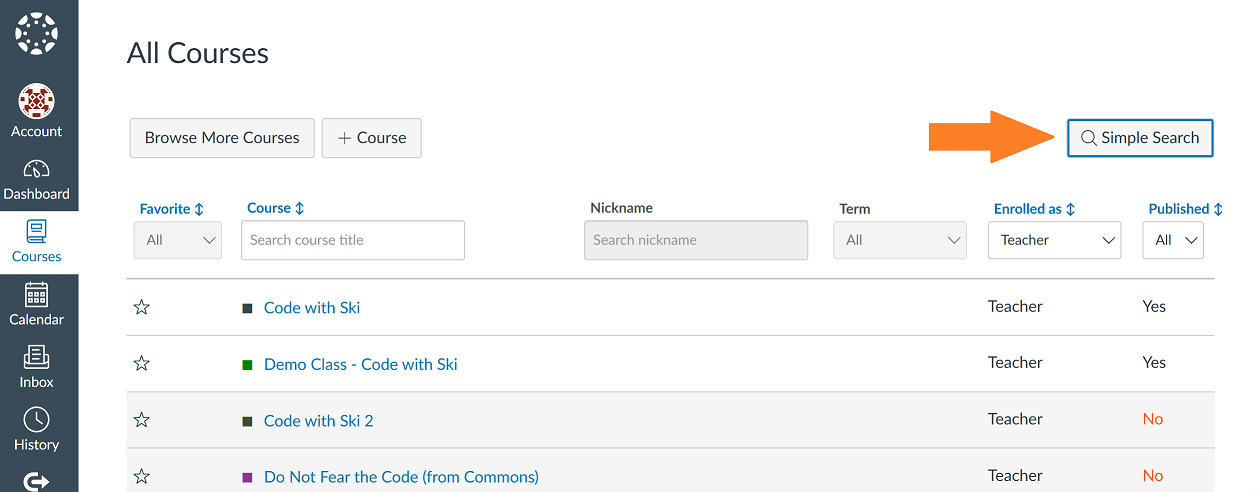 All Courses
Account
Dashboard
Courses
Calendar
Inbox
History
Browse More Courses
+ Course
Simple Search
Favorite Course Nickname Term Enrolled as Published
All Search course title Search nickname All Teacher All
Code with Ski Teacher Yes
Demo Class - Code with Ski Teacher Yes
Code with Ski 2 Teacher No
Do Not Fear the Code (from Commons) Teacher No